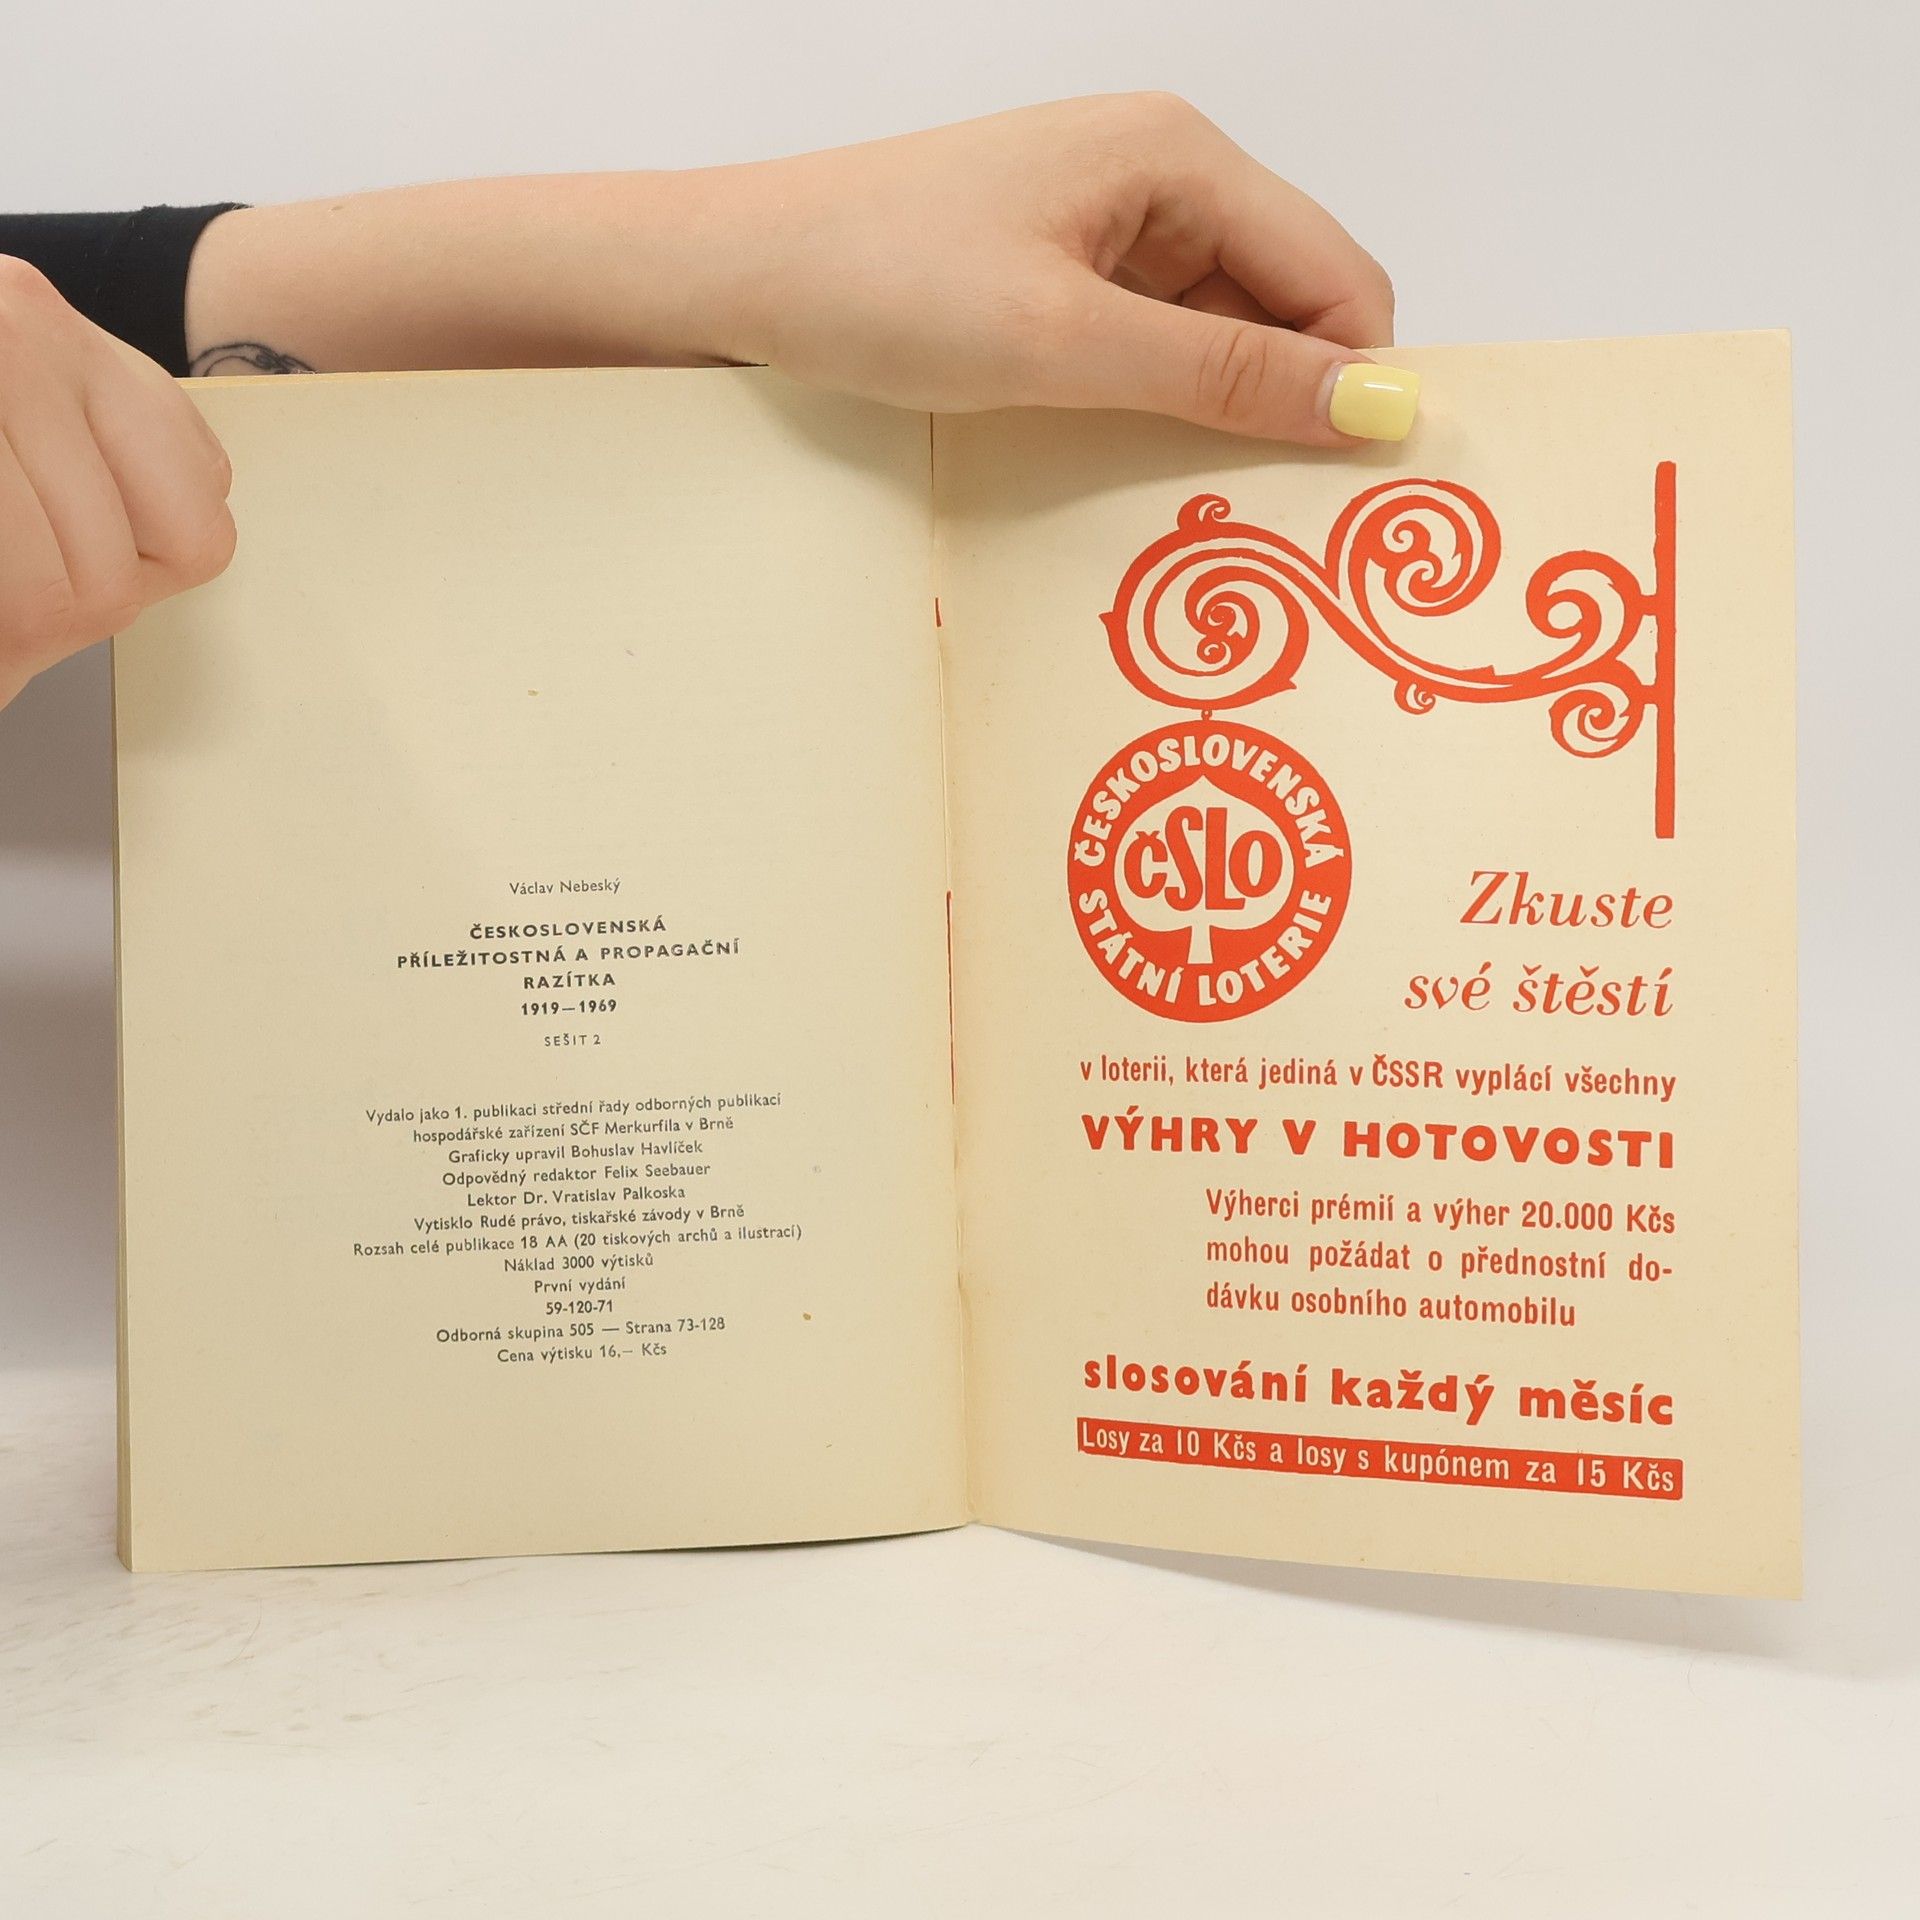 Václav Nebeský
ČESKOSLOVENSKÁ
PŘÍLEŽITOSTNÁ A PROPAGAČNÍ
RAZÍTKA
1919—1969
SEŠIT 2
Vydalo jako 1. publikaci střední řady odborných publikací
hospodářské zařízení SČF Merkurfila v Brně
Graficky upravil Bohuslav Havlíček
Odpovědný redaktor Felix Seebauer
Lektor Dr. Vratislav Palkoska
Vytisklo Rudé právo, tiskařské závody v Brně
Rozsah celé publikace 18 AA (20 tiskových archů a ilustrací)
Náklad 3000 výtisků
První vydání
59-120-71
Odborná skupina 505 — Strana 73-128
Cena výtisku 16,— Kčs
ČESKOSLOVENSKÁ
ČSLO
S STÁTNÍ LOTERIE
Zkuste
své štěstí
v loterii, která jediná v ČSSR vyplácí všechny
VÝHRY V HOTOVOSTI
Výherci prémií a výher 20.000 Kčs
mohou požádat o přednostní do-
dávku osobního automobilu
slosování každý měsíc
Losy za 10 Kčs a losy s kupónem za 15 Kčs